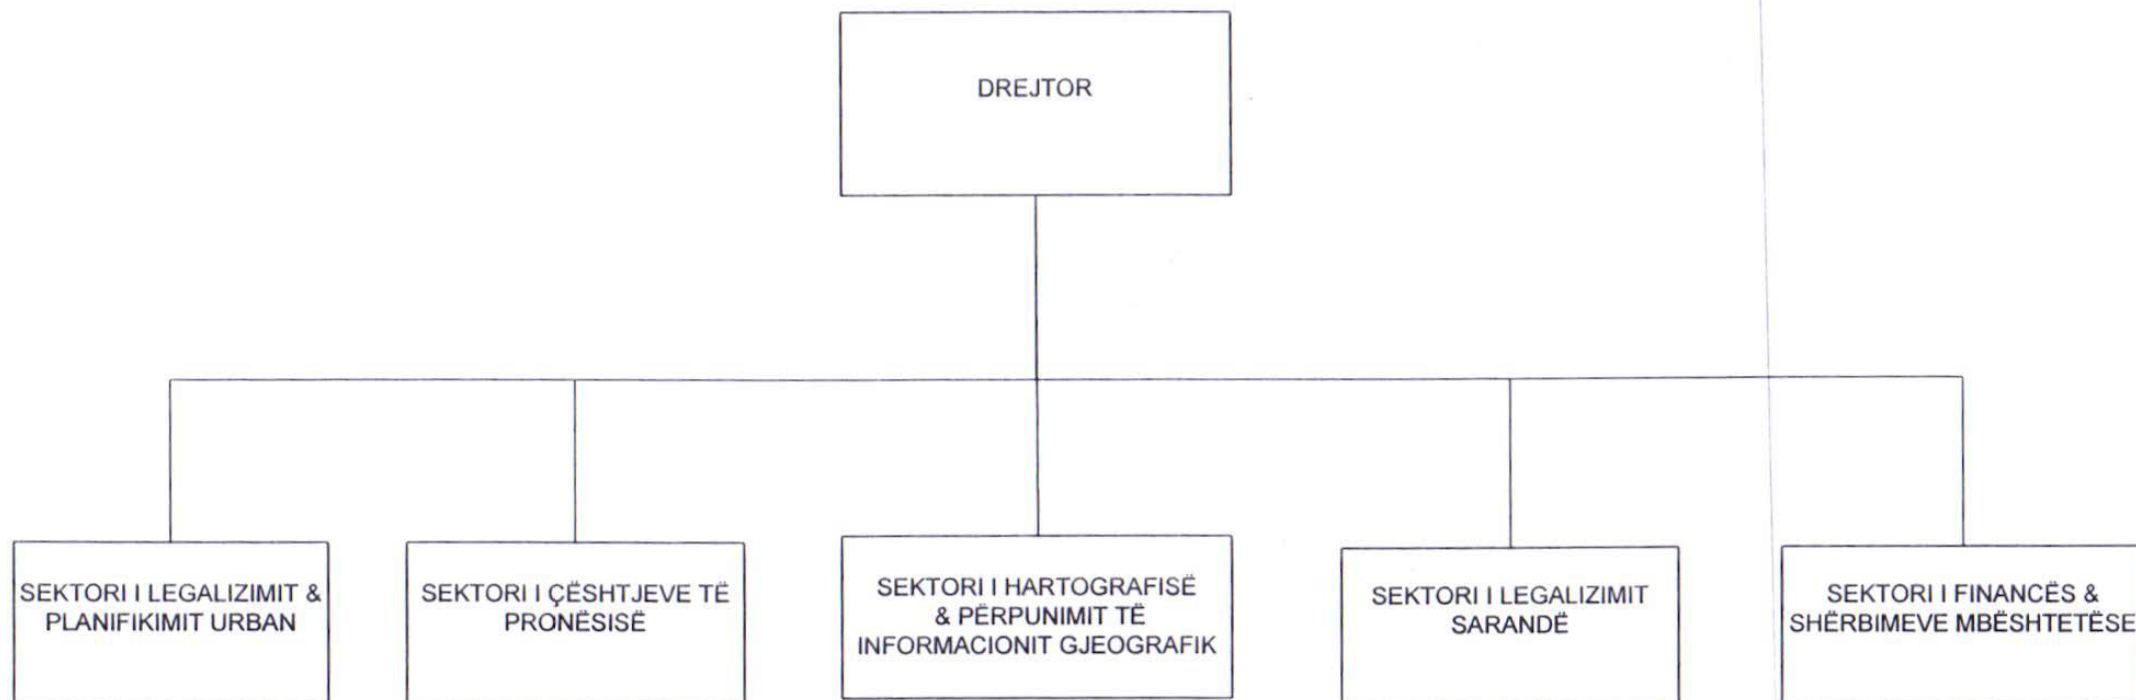 DREJTOR
SEKTORI I LEGALIZIMIT &
PLANIFIKIMIT URBAN
SEKTORI I ÇËSHTJEVE TË
PRONËSISË
SEKTORI I HARTOGRAFISË
& PËRPUNIMIT TË
INFORMACIONIT GJEOGRAFIK
SEKTORI I LEGALIZIMIT
SARANDË
SEKTORI I FINANCËS &
SHËRBIMEVE MBËSHTETËSE